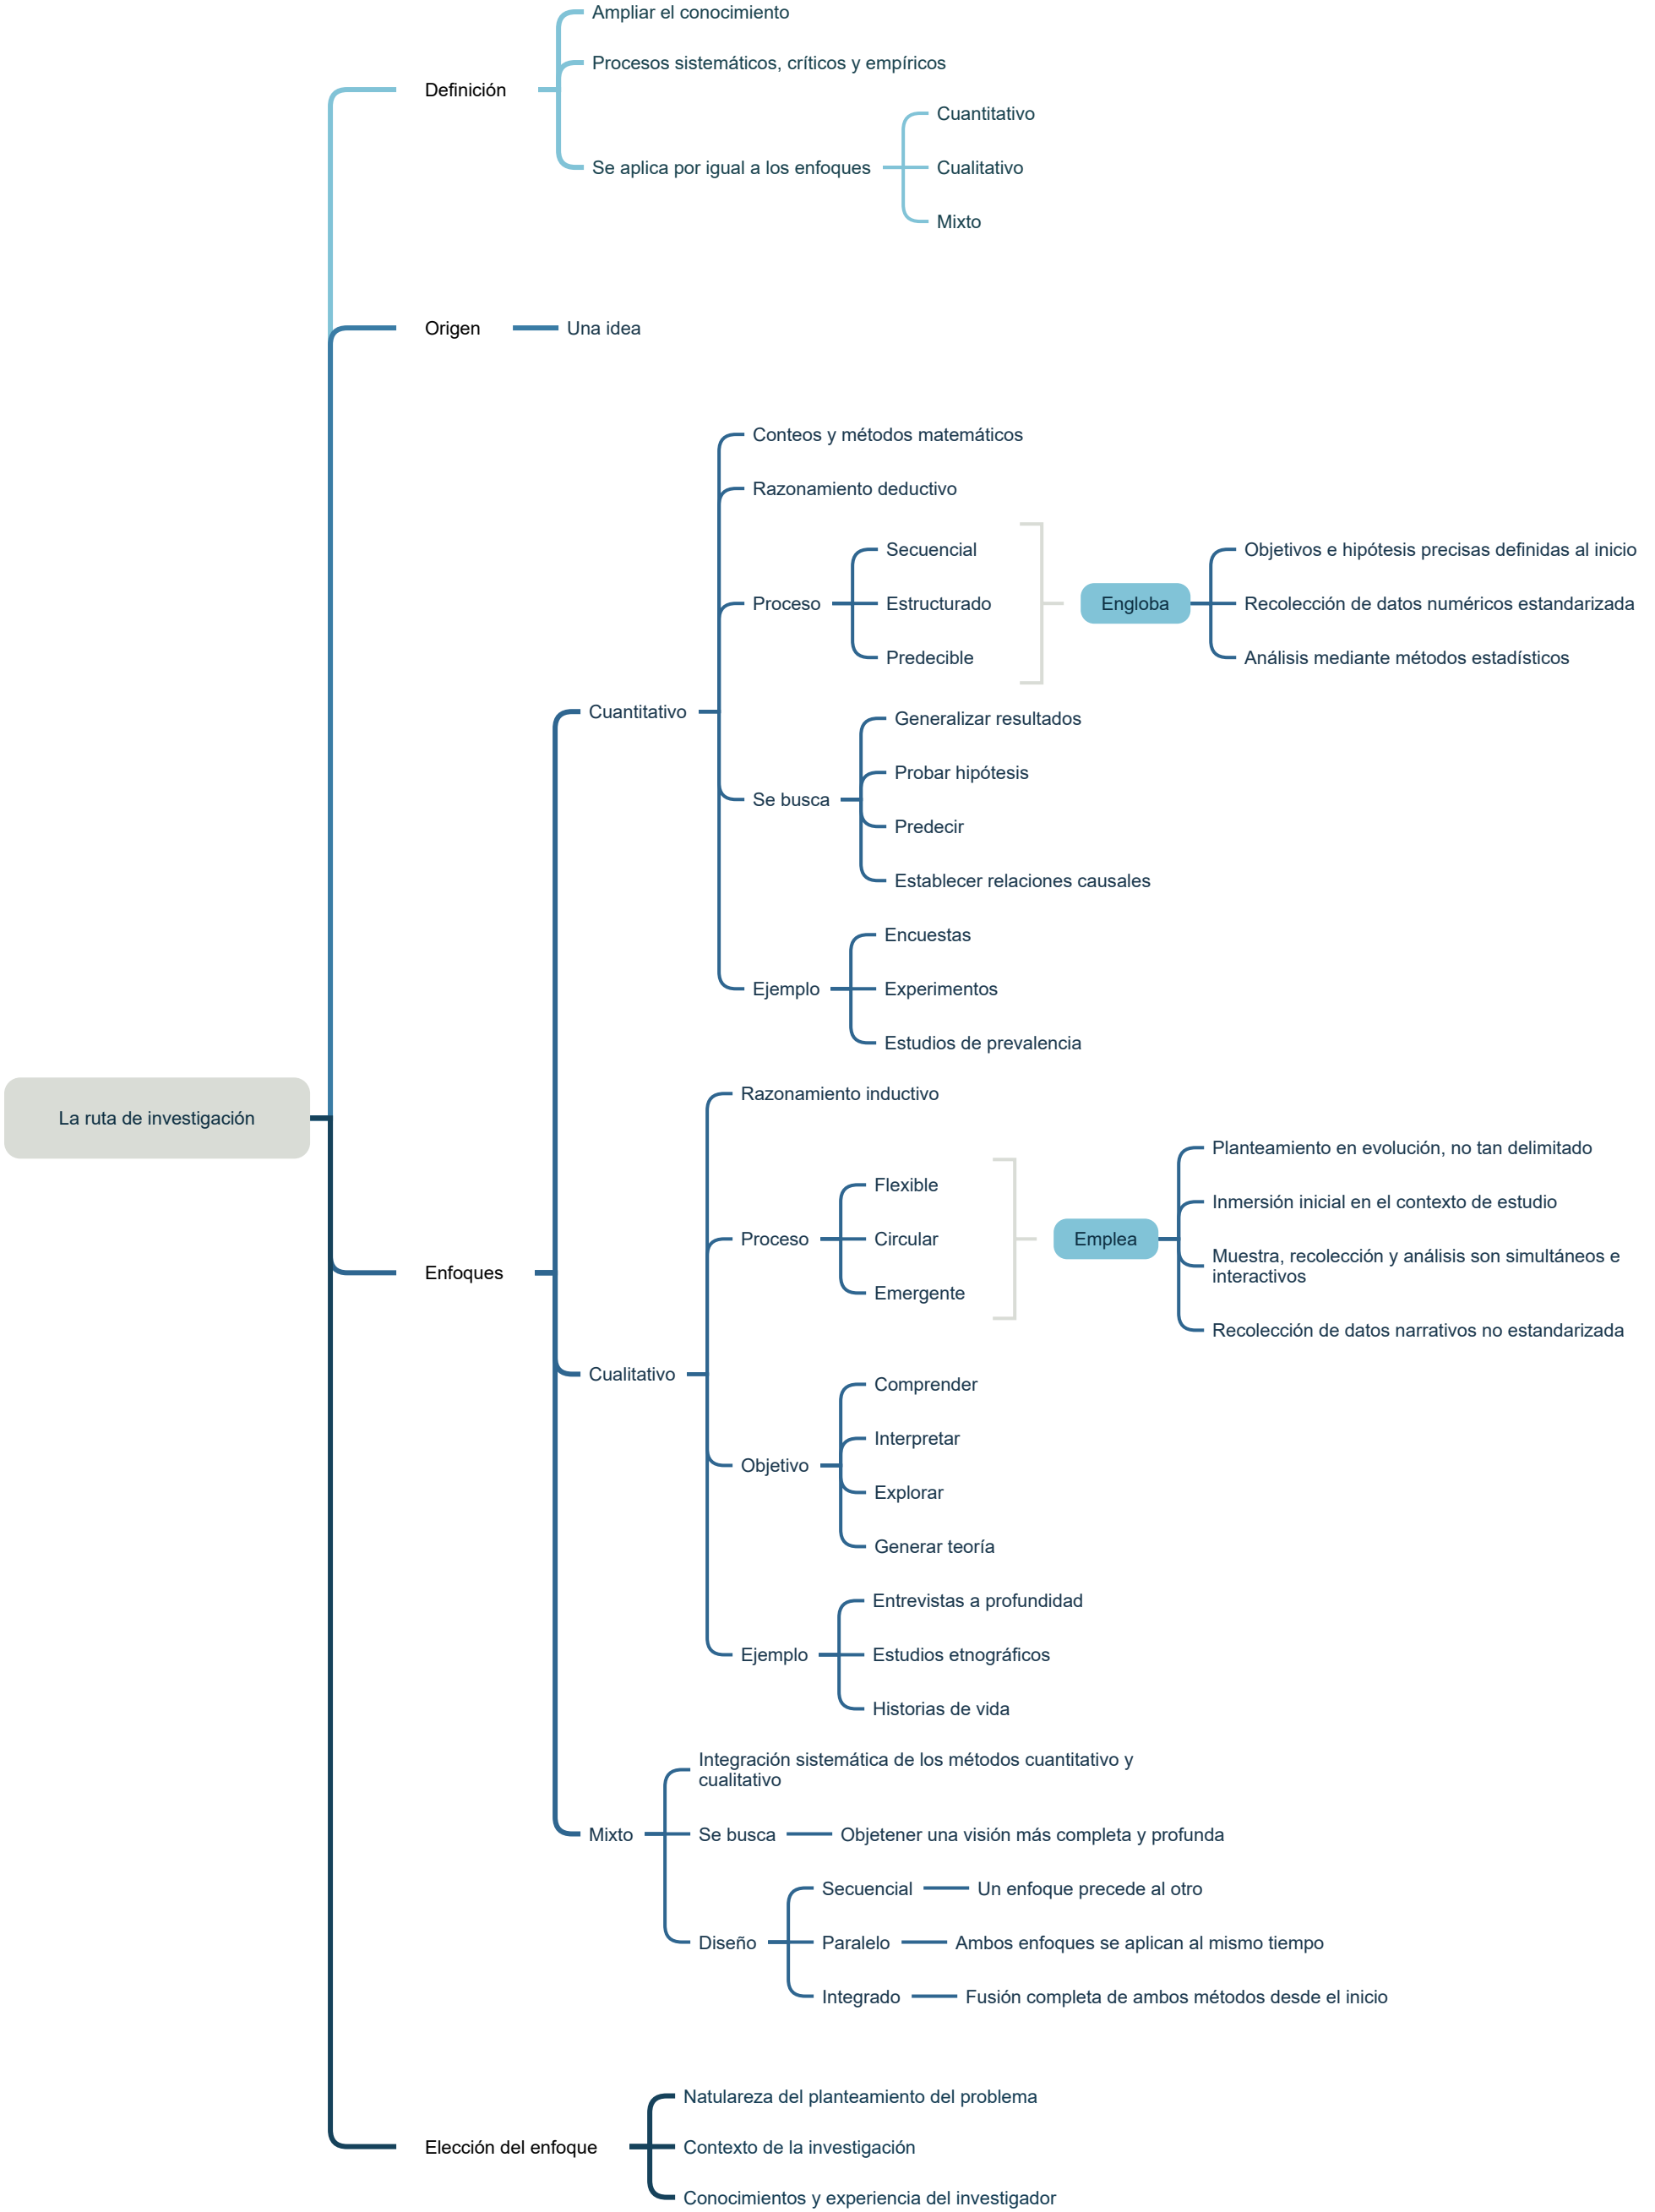 Ampliar el conocimiento
Procesos sistemáticos, críticos y empíricos
Definición
Cuantitativo
Se aplica por igual a los enfoques
Cualitativo
Mixto
Origen
Una idea
Conteos y métodos matemáticos
Razonamiento deductivo
Secuencial
Objetivos e hipótesis precisas definidas al inicio
Proceso
Estructurado
Engloba
Recolección de datos numéricos estandarizada
Predecible
Análisis mediante métodos estadísticos
Cuantitativo
Generalizar resultados
Probar hipótesis
Se busca
Predecir
Establecer relaciones causales
Encuestas
Ejemplo
Experimentos
Estudios de prevalencia
La ruta de investigación
Razonamiento inductivo
Planteamiento en evolución, no tan delimitado
Flexible
Inmersión inicial en el contexto de estudio
Proceso
Circular
Emplea
Muestra, recolección y análisis son simultáneos e
interactivos
Emergente
Recolección de datos narrativos no estandarizada
Enfoques
Cualitativo
Comprender
Interpretar
Objetivo
Explorar
Generar teoría
Entrevistas a profundidad
Ejemplo
Estudios etnográficos
Historias de vida
Integración sistemática de los métodos cuantitativo y
cualitativo
Mixto
Se busca
Objetener una visión más completa y profunda
Secuencial
Un enfoque precede al otro
Diseño
Paralelo
Ambos enfoques se aplican al mismo tiempo
Integrado
Fusión completa de ambos métodos desde el inicio
Natulareza del planteamiento del problema
Elección del enfoque
Contexto de la investigación
Conocimientos y experiencia del investigador